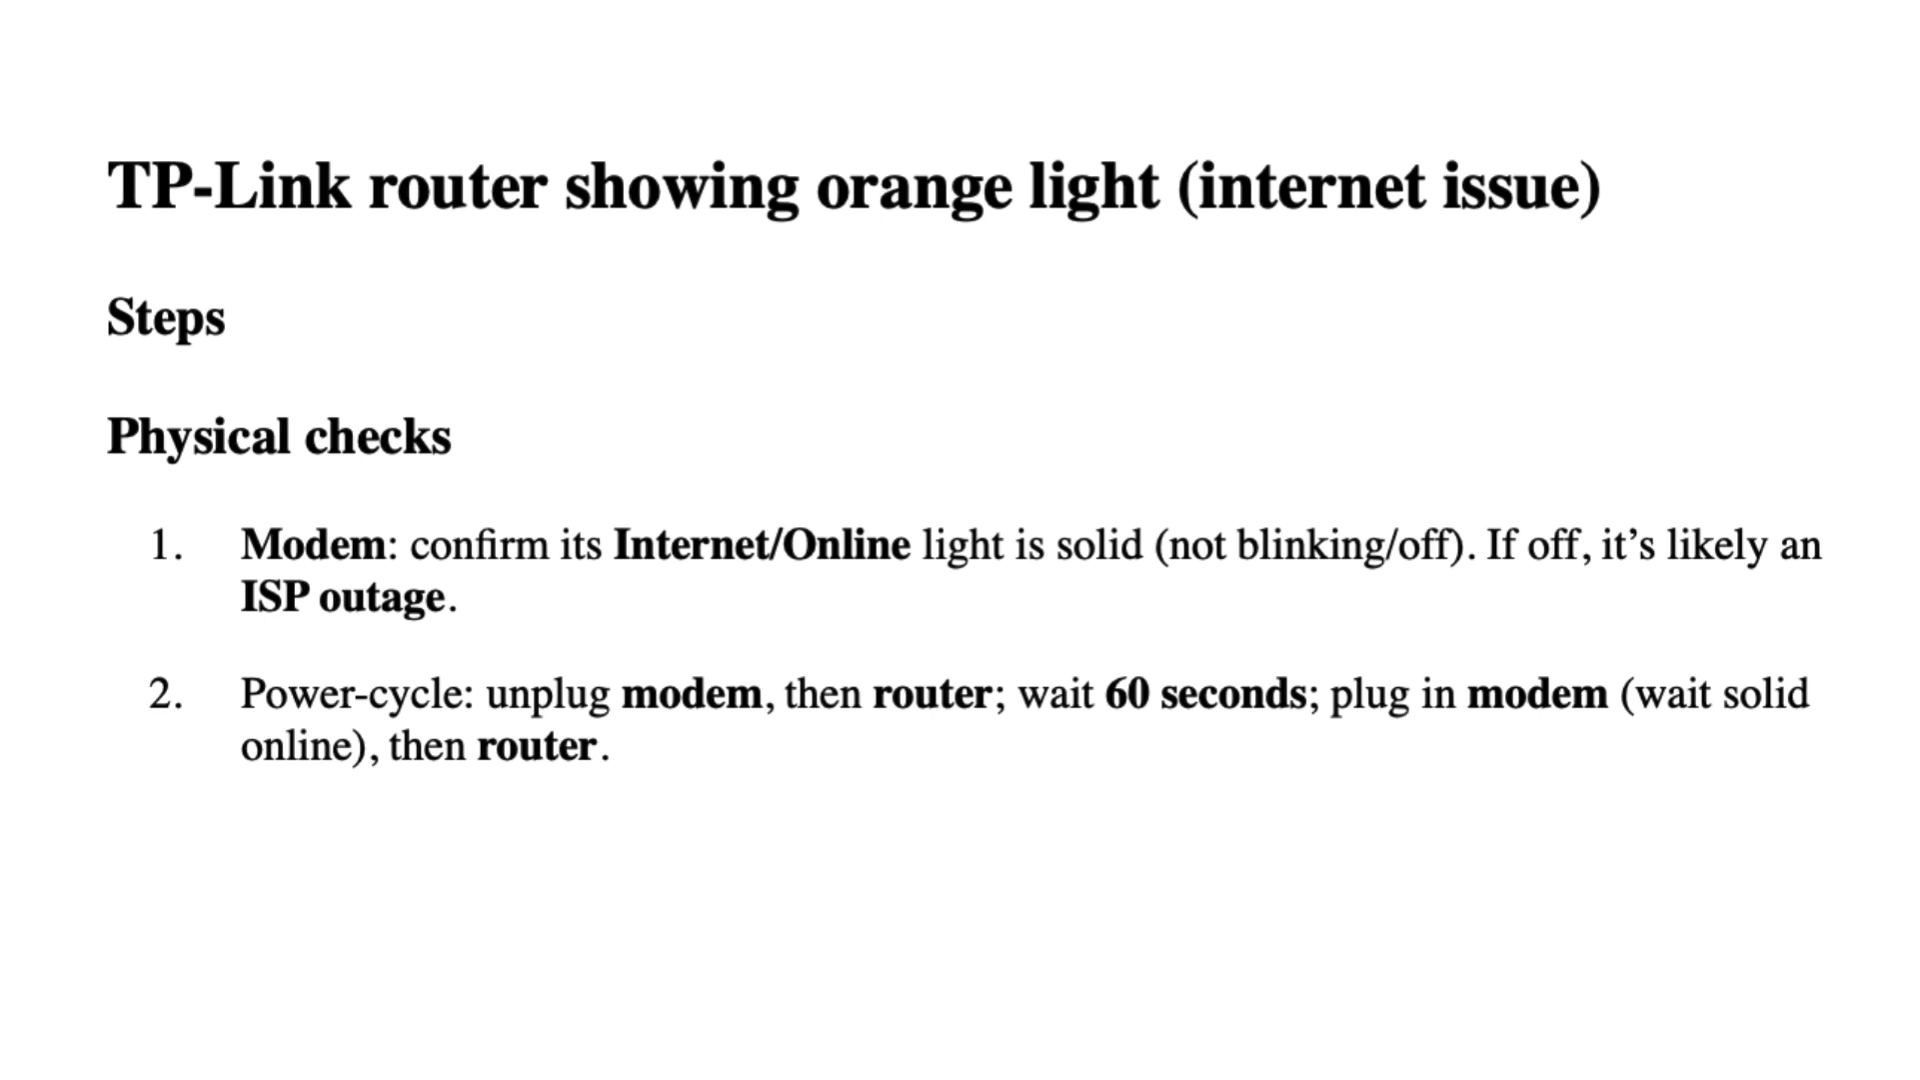 TP-Link router showing orange light (internet issue)
Steps
Physical checks
1. Modem: confirm its Internet/Online light is solid (not blinking/off). If off, it’s likely an
ISP outage.
2. Power-cycle: unplug modem, then router; wait 60 seconds; plug in modem (wait solid
online), then router.